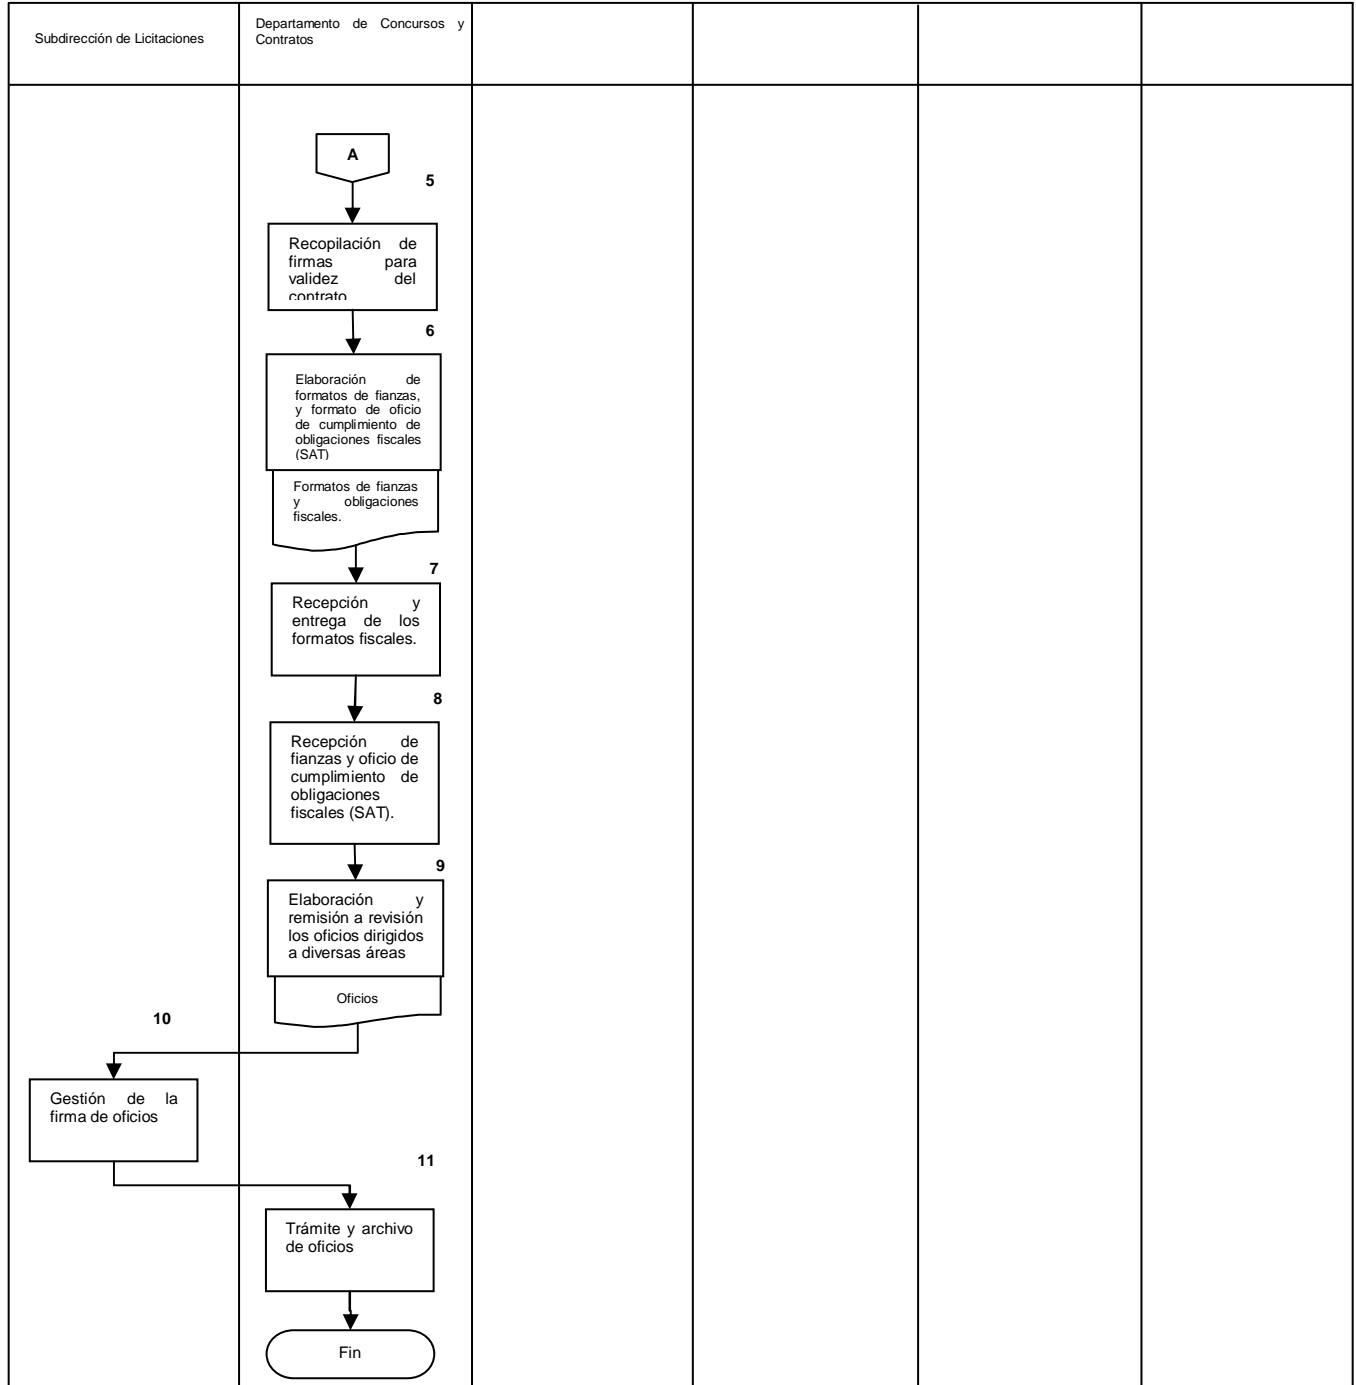 Subdirección de Licitaciones
Departamento de Concursos y
Contratos
A
5
Recopilación de
firmas para
validez del
contrato
6
Elaboración de
formatos de fianzas,
y formato de oficio
de cumplimiento de
obligaciones fiscales
(SAT)
Formatos de fianzas
y obligaciones
fiscales.
7
Recepción y
entrega de los
formatos fiscales.
8
Recepción de
fianzas y oficio de
cumplimiento de
obligaciones
fiscales (SAT).
9
Elaboración y
remisión a revisión
los oficios dirigidos
a diversas áreas
Oficios
10
Gestión de la
firma de oficios
11
Trámite y archivo
de oficios
Fin